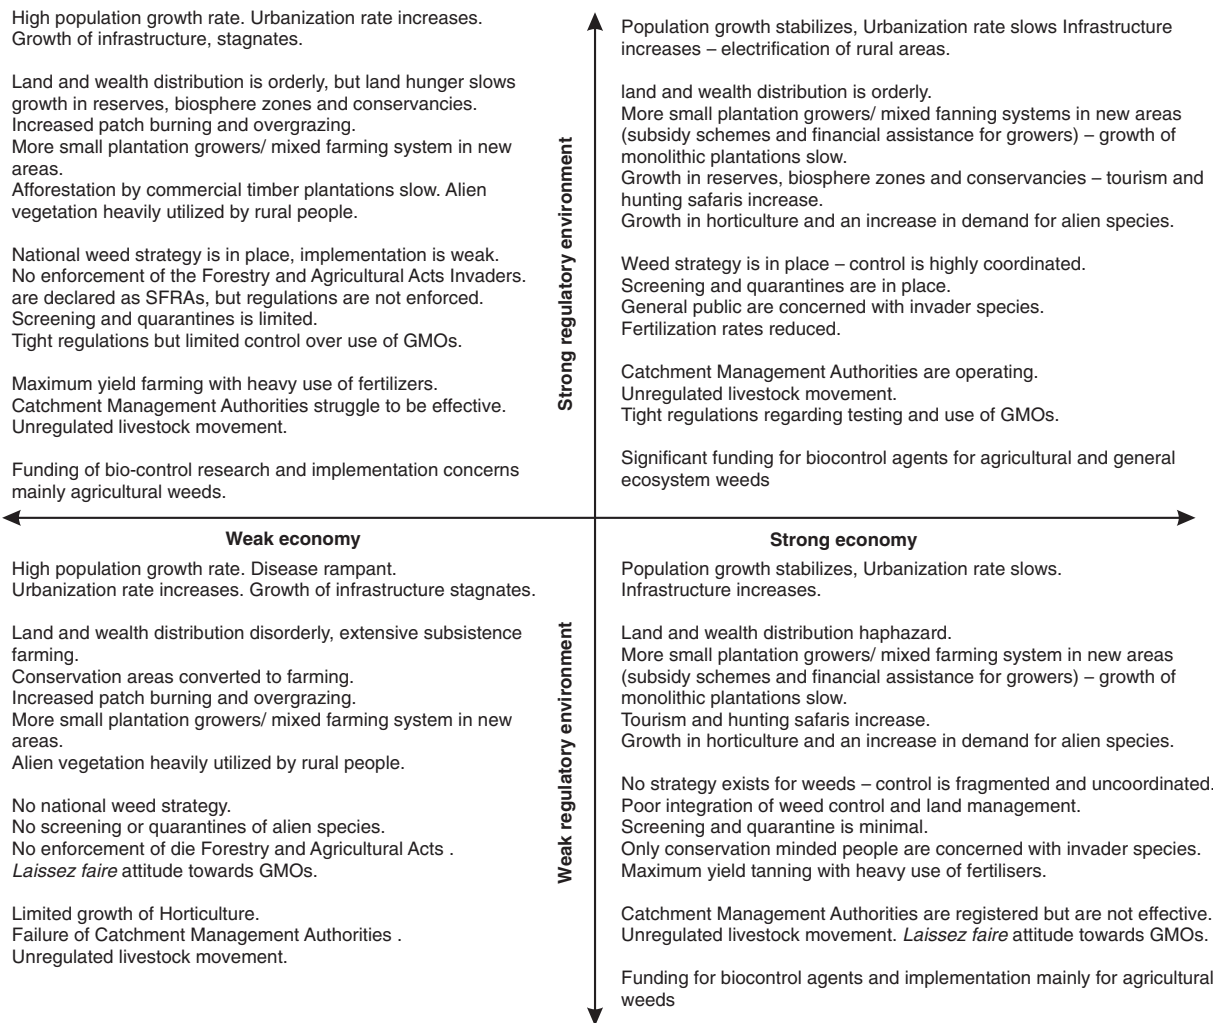 High population growth rate. Urbanization rate increases.
Growth of infrastructure, stagnates.
Land and wealth distribution is orderly, but land hunger slows
growth in reserves, biosphere zones and conservancies.
Increased patch burning and overgrazing.
More small plantation growers/ mixed farming system in new
areas.
Afforestation by commercial timber plantations slow. Alien
vegetation heavily utilized by rural people.
National weed strategy is in place, implementation is weak.
No enforcement of the Forestry and Agricultural Acts Invaders.
are declared as SFRAs, but regulations are not enforced.
Screening and quarantines is limited.
Tight regulations but limited control over use of GMOs.
Maximum yield farming with heavy use of fertilizers.
Catchment Management Authorities struggle to be effective.
Unregulated livestock movement.
Funding of bio-control research and implementation concerns
mainly agricultural weeds.
Strong regulatory environment
Population growth stabilizes, Urbanization rate slows Infrastructure
increases – electrification of rural areas.
land and wealth distribution is orderly.
More small plantation growers/ mixed fanning systems in new areas
(subsidy schemes and financial assistance for growers) – growth of
monolithic plantations slow.
Growth in reserves, biosphere zones and conservancies – tourism and
hunting safaris increase.
Growth in horticulture and an increase in demand for alien species.
Weed strategy is in place – control is highly coordinated.
Screening and quarantines are in place.
General public are concerned with invader species.
Fertilization rates reduced.
Catchment Management Authorities are operating.
Unregulated livestock movement.
Tight regulations regarding testing and use of GMOs.
Significant funding for biocontrol agents for agricultural and general
ecosystem weeds
Weak economy
Strong economy
High population growth rate. Disease rampant.
Urbanization rate increases. Growth of infrastructure stagnates.
Land and wealth distribution disorderly, extensive subsistence
farming.
Conservation areas converted to farming.
Increased patch burning and overgrazing.
More small plantation growers/ mixed farming system in new
areas.
Alien vegetation heavily utilized by rural people.
No national weed strategy.
No screening or quarantines of alien species.
No enforcement of die Forestry and Agricultural Acts .
Laissez faire attitude towards GMOs.
Limited growth of Horticulture.
Failure of Catchment Management Authorities .
Unregulated livestock movement.
Weak regulatory environment
Population growth stabilizes, Urbanization rate slows.
Infrastructure increases.
Land and wealth distribution haphazard.
More small plantation growers/ mixed farming system in new areas
(subsidy schemes and financial assistance for growers) – growth of
monolithic plantations slow.
Tourism and hunting safaris increase.
Growth in horticulture and an increase in demand for alien species.
No strategy exists for weeds – control is fragmented and uncoordinated.
Poor integration of weed control and land management.
Screening and quarantine is minimal.
Only conservation minded people are concerned with invader species.
Maximum yield tanning with heavy use of fertilisers.
Catchment Management Authorities are registered but are not effective.
Unregulated livestock movement. Laissez faire attitude towards GMOs.
Funding for biocontrol agents and implementation mainly for agricultural
weeds